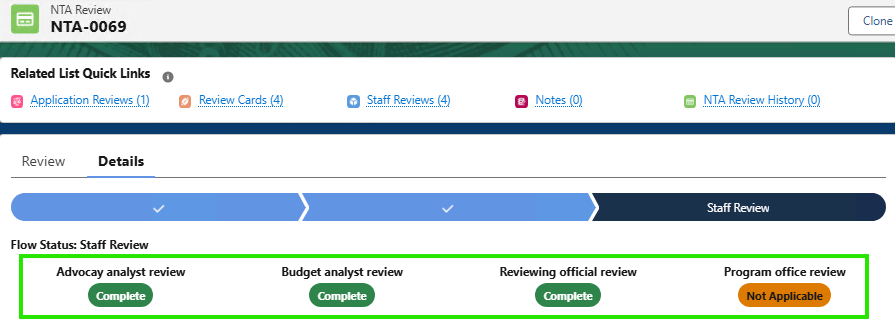 NTA Review
NTA-0069
Clone
Related List Quick Links
Application Reviews (1) Review Cards (4) Staff Reviews (4) Notes (0) NTA Review History (0)
Review Details
Staff Review
Flow Status: Staff Review
Advocay analyst review Budget analyst review Reviewing official review Program office review
Complete Complete Complete Not Applicable